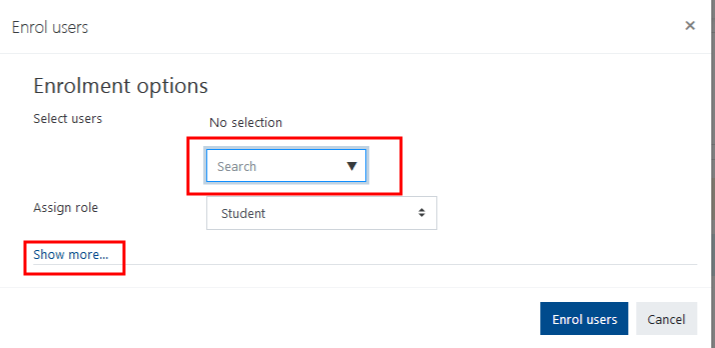 Enrol users ×
Enrolment options
Select users
No selection
Search ▼
Assign role
Student
Show more...
Enrol users Cancel